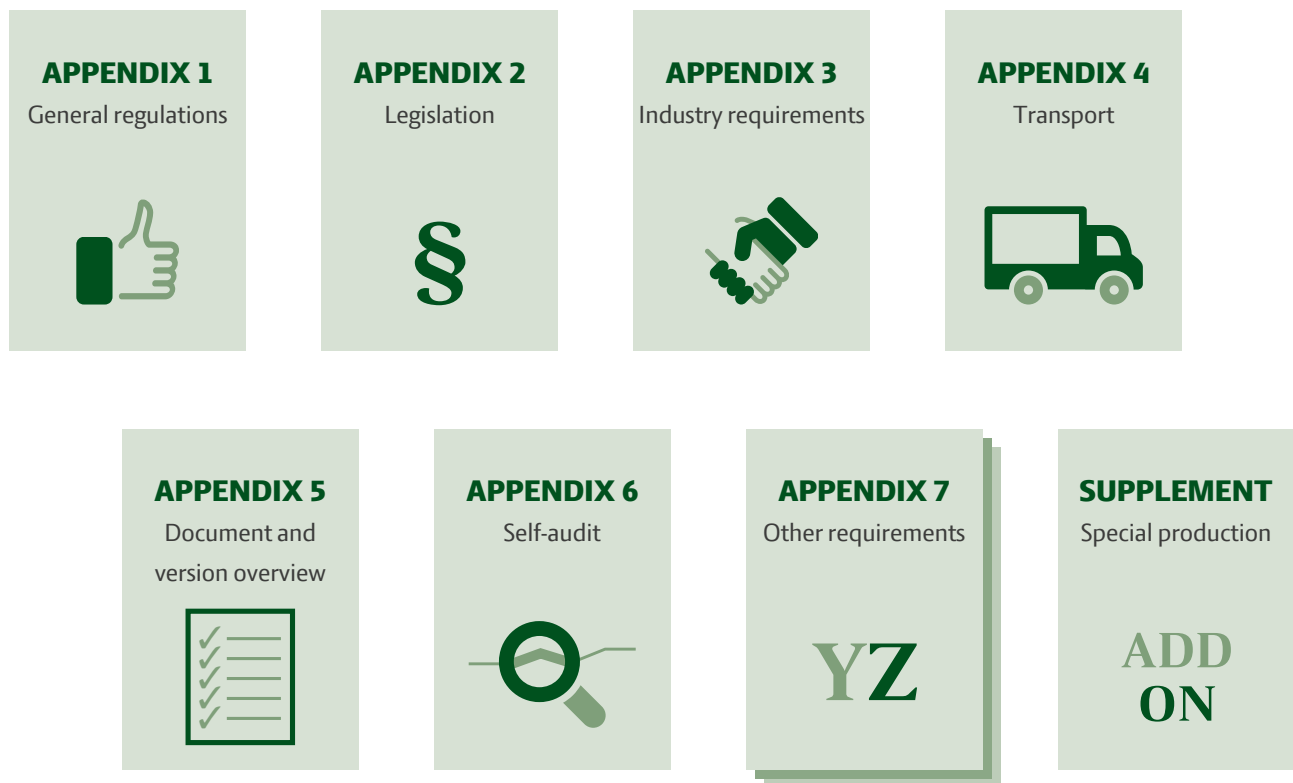 APPENDIX 1
General regulations
§
APPENDIX 2
Legislation
APPENDIX 3
Industry requirements
APPENDIX 4
Transport
APPENDIX 5
Document and
version overview
APPENDIX 6
Self-audit
APPENDIX 7
Other requirements
YZ
SUPPLEMENT
Special production
ADD
ON